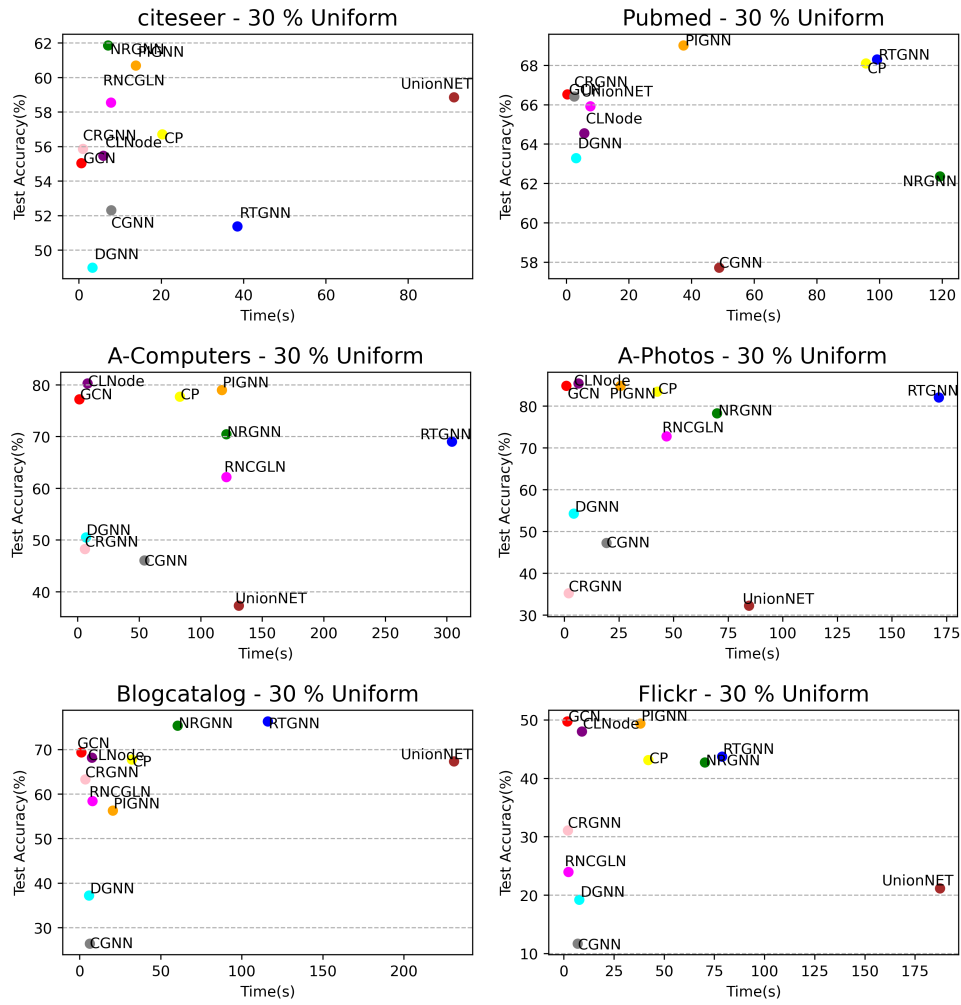 citeseer - 30 % Uniform
62
60
58
56
54
52
50
Test Accuracy(%)
NRGNN
PIGNN
RNCGLN
UnionNET
CRGNN
CLNode
CP
GCN
CGNN
RTGNN
DGNN
0
20
40
60
80
Time(s)
Pubmed - 30 % Uniform
68
66
64
62
60
58
Test Accuracy(%)
PIGNN
RTGNN
CP
CRGNN
GCN
UnionNET
CLNode
DGNN
NRGNN
CGNN
0
20
40
60
80
100
120
Time(s)
A-Computers - 30 % Uniform
80
70
60
50
40
Test Accuracy(%)
CLNode
PIGNN
GCN
CP
NRGNN
RTGNN
RNCGLN
DGNN
CRGNN
CGNN
UnionNET
0
50
100
150
200
250
300
Time(s)
A-Photos - 30 % Uniform
80
70
60
50
40
30
Test Accuracy(%)
CLNode
GCN
PIGNN
CP
RTGNN
NRGNN
RNCGLN
DGNN
CGNN
CRGNN
UnionNET
0
25
50
75
100
125
150
175
Time(s)
Blogcatalog - 30 % Uniform
70
60
50
40
30
Test Accuracy(%)
NRGNN
RTGNN
GCN
CLNode
CP
UnionNET
CRGNN
RNCGLN
PIGNN
DGNN
CGNN
0
50
100
150
200
Time(s)
Flickr - 30 % Uniform
50
40
30
20
10
Test Accuracy(%)
GCN
PIGNN
CLNode
RTGNN
CP
NRGNN
CRGNN
RNCGLN
UnionNET
DGNN
CGNN
0
25
50
75
100
125
150
175
Time(s)